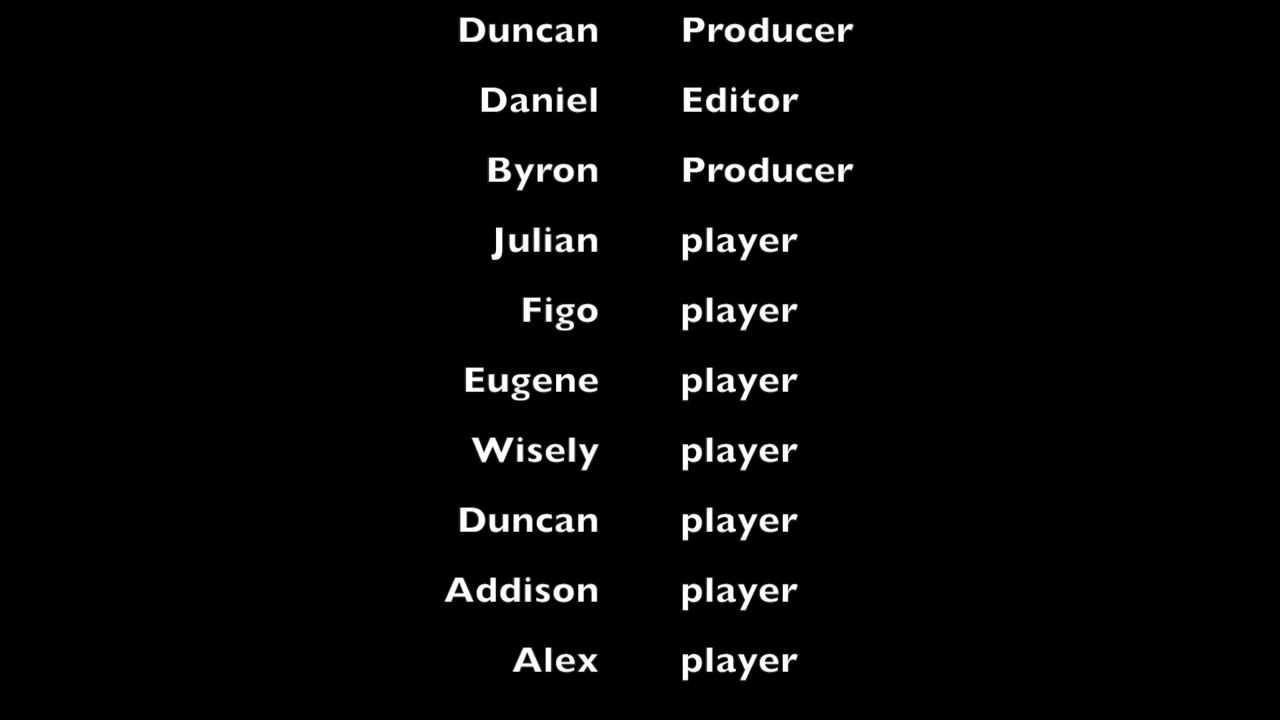 Duncan Producer
Daniel Editor
Byron Producer
Julian player
Figo player
Eugene player
Wisely player
Duncan player
Addison player
Alex player